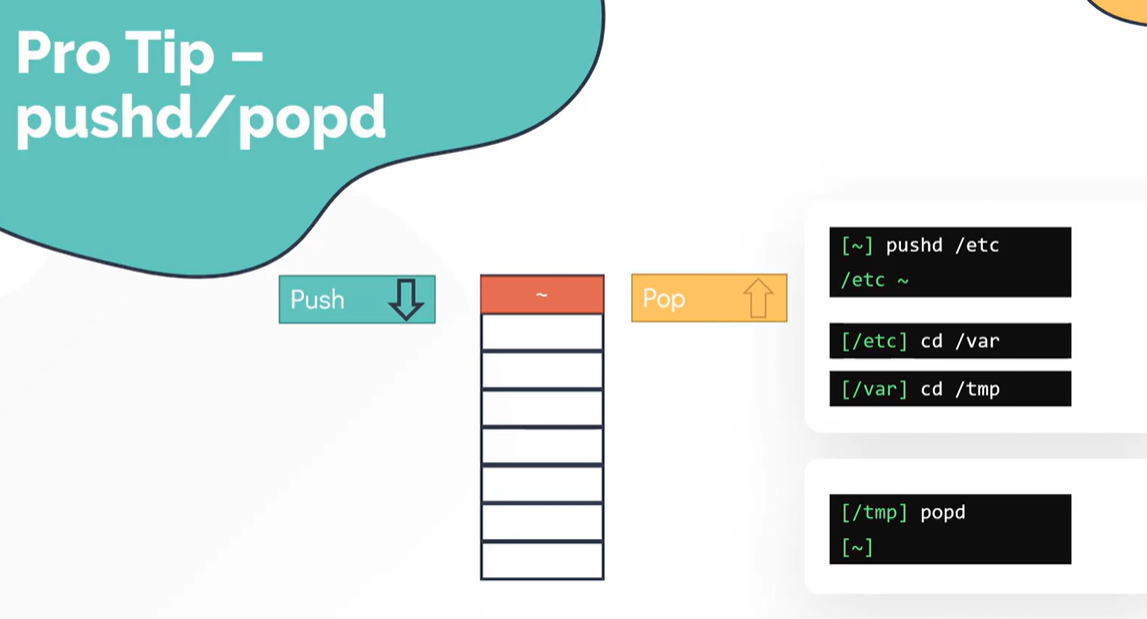 Pro Tip –
pushd/popd
Push
~
Pop
[~] pushd /etc
/etc ~
[/etc] cd /var
[/var] cd /tmp
[/tmp] popd
[~]